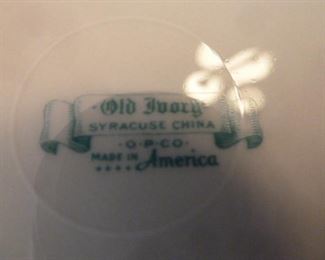 Old Ivory
SYRACUSE CHINA
O.P.CO.
MADE IN America